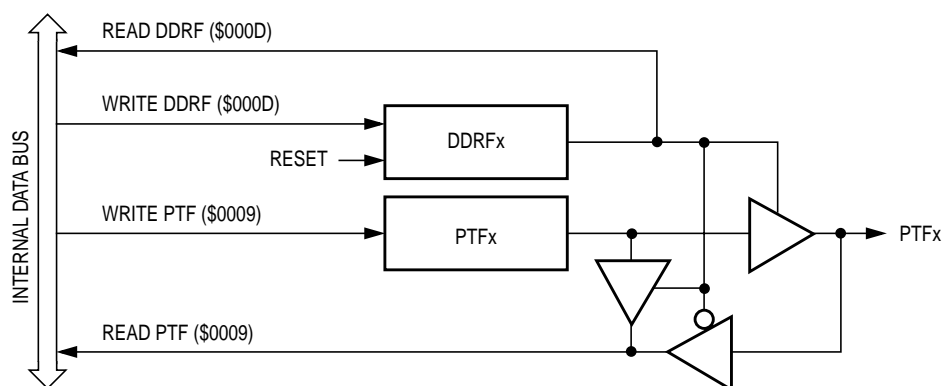 READ DDRF ($000D)
WRITE DDRF ($000D)
DDRFx
RESET
WRITE PTF ($0009)
PTFx
PTFx
READ PTF ($0009)
INTERNAL DATA BUS